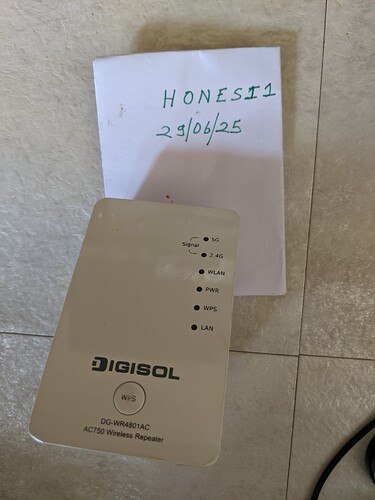 HONESI1
29/06/25
5G
Signal
2.4G
WLAN
PWR
WPS
LAN
DIGISOL
WPS
DG-WR4801AC
AC750 Wireless Repeater